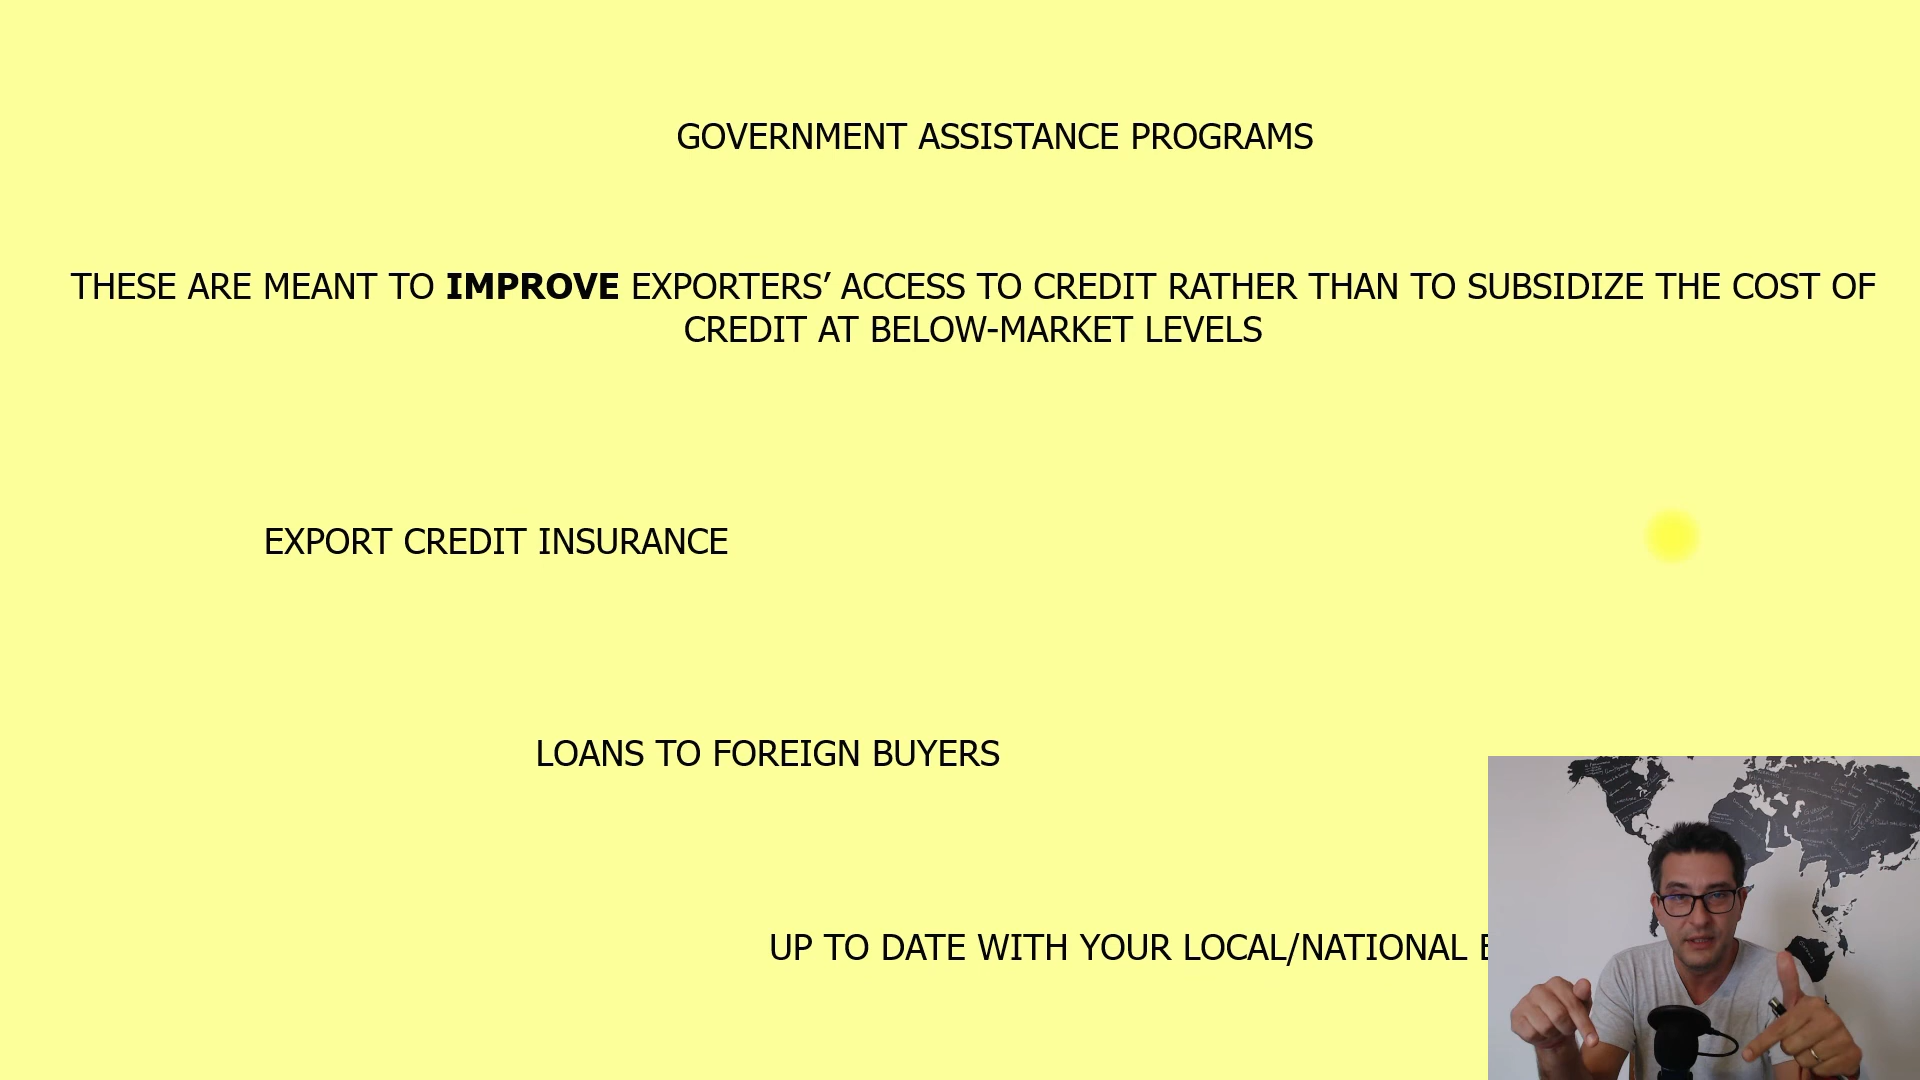 GOVERNMENT ASSISTANCE PROGRAMS
THESE ARE MEANT TO IMPROVE EXPORTERS’ ACCESS TO CREDIT RATHER THAN TO SUBSIDIZE THE COST OF
CREDIT AT BELOW-MARKET LEVELS
EXPORT CREDIT INSURANCE
LOANS TO FOREIGN BUYERS
UP TO DATE WITH YOUR LOCAL/NATIONAL